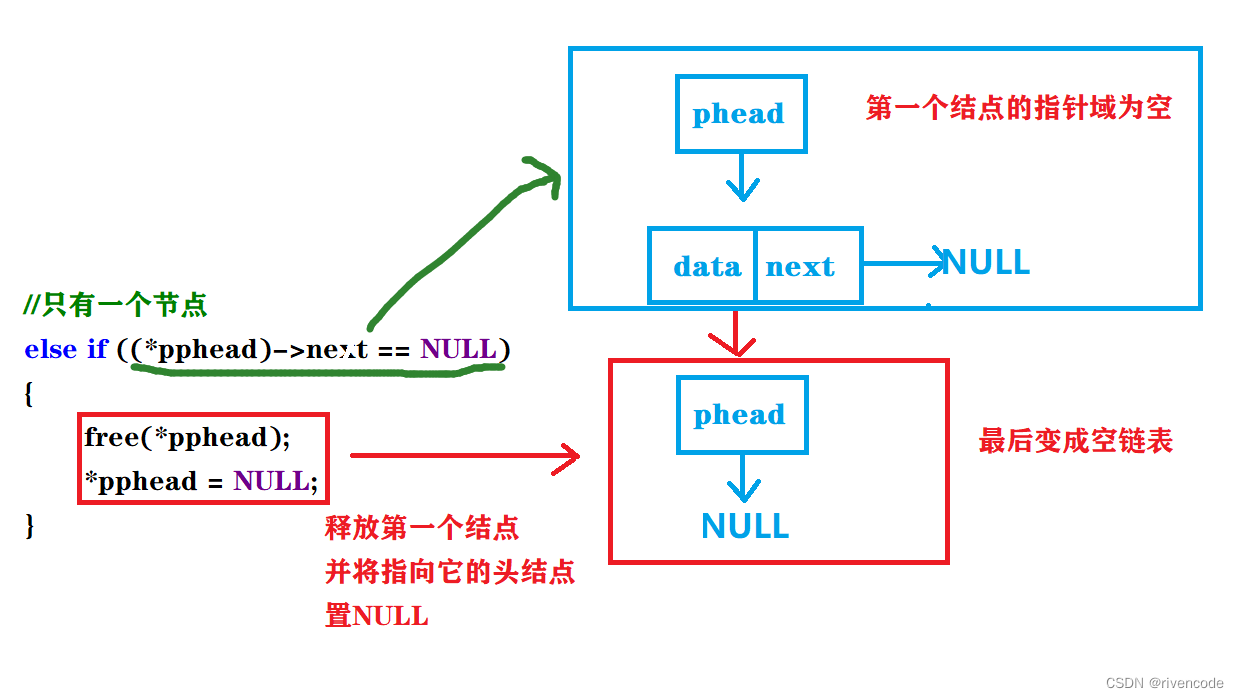 phead
第一个结点的指针域为空
data next NULL
//只有一个节点
else if ((*pphead)->next == NULL)
{
free(*pphead);
*pphead = NULL;
}
释放第一个结点
并将指向它的头结点
置NULL
phead
NULL
最后变成空链表
CSDN @rivencode